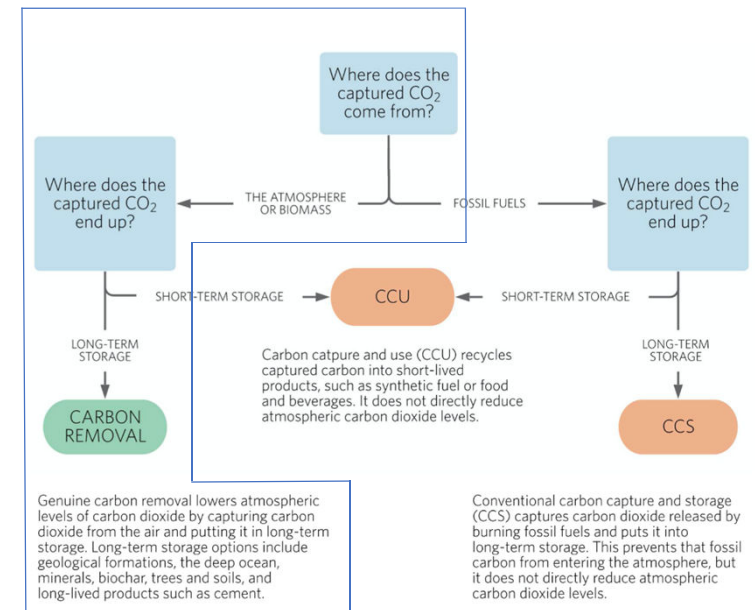 Where does the
captured CO₂
come from?
Where does the
captured CO₂
end up?
THE ATMOSPHERE
OR BIOMASS
FOSSIL FUELS
Where does the
captured CO₂
end up?
SHORT-TERM STORAGE
CCU
SHORT-TERM STORAGE
LONG-TERM
STORAGE
LONG-TERM
STORAGE
Carbon catpure and use (CCU) recycles
captured carbon into short-lived
products, such as synthetic fuel or food
and beverages. It does not directly reduce
atmospheric carbon dioxide levels.
CARBON
REMOVAL
CCS
Genuine carbon removal lowers atmospheric
levels of carbon dioxide by capturing carbon
dioxide from the air and putting it in long-term
storage. Long-term storage options include
geological formations, the deep ocean,
minerals, biochar, trees and soils, and
long-lived products such as cement.
Conventional carbon capture and storage
(CCS) captures carbon dioxide released by
burning fossil fuels and puts it into
long-term storage. This prevents that fossil
carbon from entering the atmosphere, but
it does not directly reduce atmospheric
carbon dioxide levels.